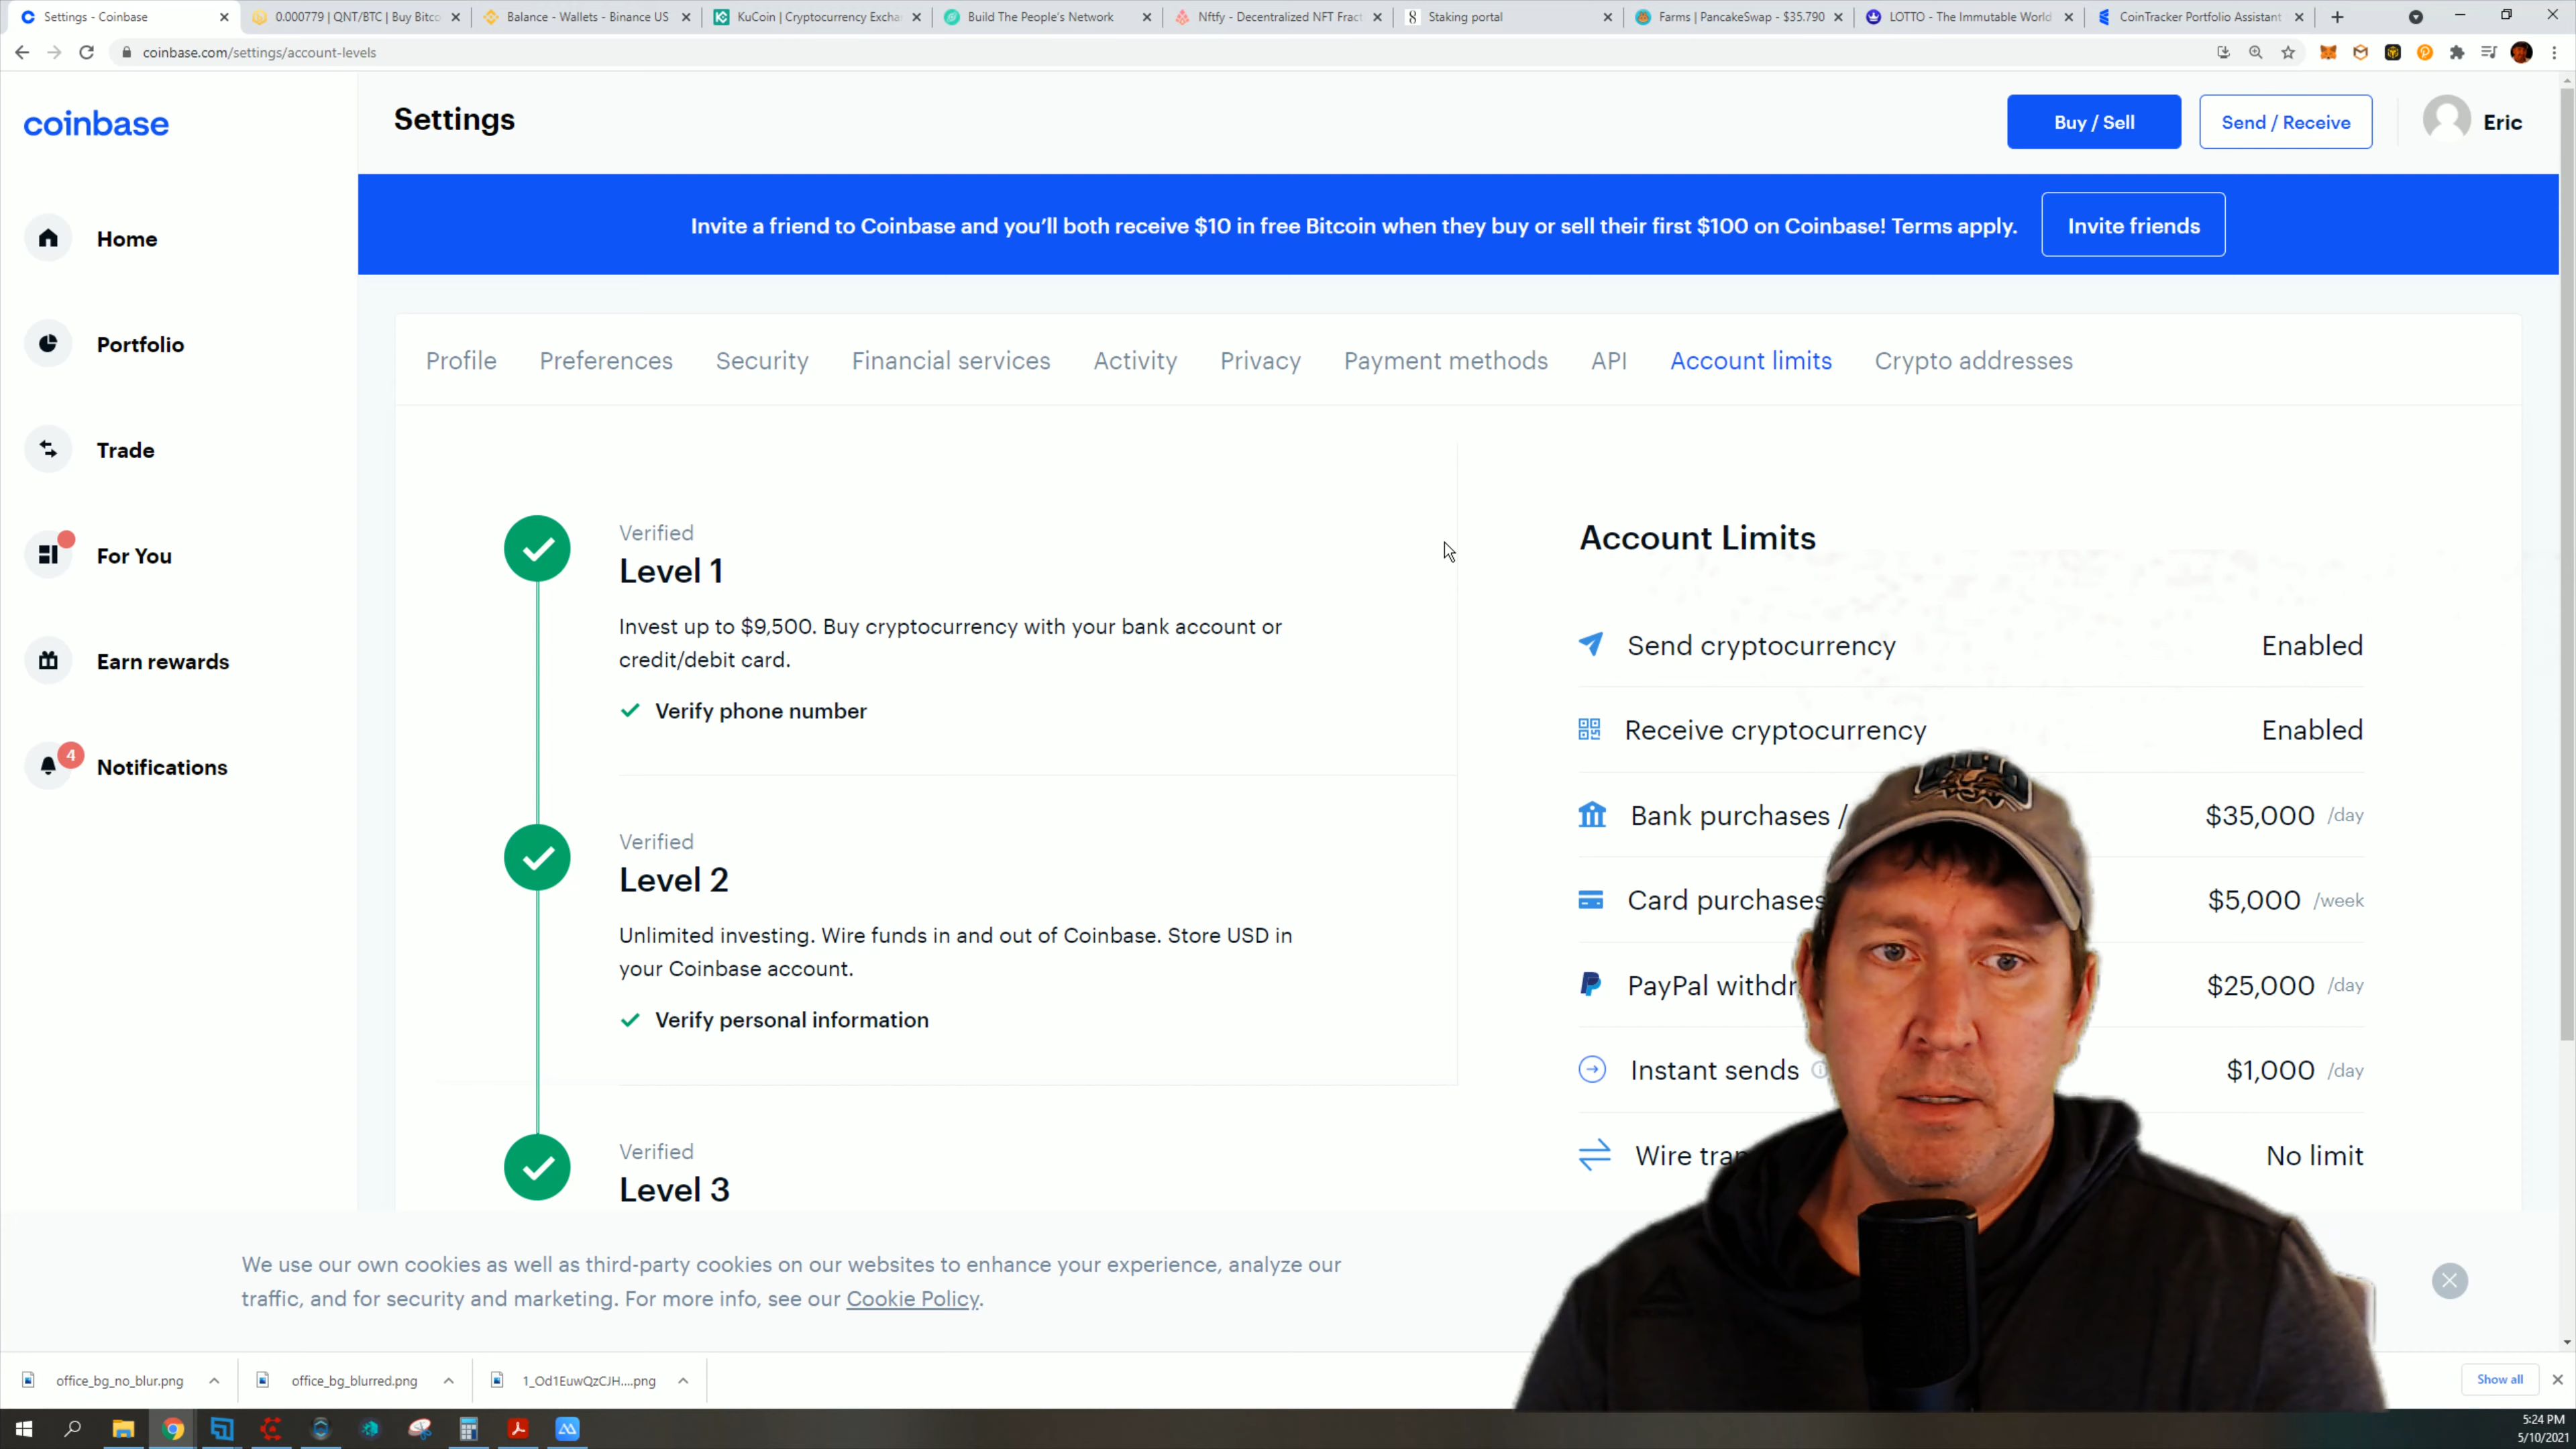 Settings - Coinbase
0.000779 | QNT/BTC | Buy Bitco
Balance - Wallets - Binance US
KuCoin | Cryptocurrency Excha
Build The People's Network
Nftfy - Decentralized NFT Fract
Staking portal
Farms | PancakeSwap - $35.790
LOTTO - The Immutable World
CoinTracker Portfolio Assistant
coinbase.com/settings/account-levels
coinbase
Settings
Buy / Sell
Send / Receive
Eric
Invite a friend to Coinbase and you'll both receive $10 in free Bitcoin when they buy or sell their first $100 on Coinbase! Terms apply.
Invite friends
Home
Portfolio
Trade
For You
Earn rewards
4
Notifications
Profile
Preferences
Security
Financial services
Activity
Privacy
Payment methods
API
Account limits
Crypto addresses
Verified
Level 1
Invest up to $9,500. Buy cryptocurrency with your bank account or
credit/debit card.
Verify phone number
Verified
Level 2
Unlimited investing. Wire funds in and out of Coinbase. Store USD in
your Coinbase account.
Verify personal information
Verified
Level 3
Account Limits
Send cryptocurrency Enabled
Receive cryptocurrency Enabled
Bank purchases / $35,000 /day
Card purchases $5,000 /week
PayPal withdr $25,000 /day
Instant sends $1,000 /day
Wire tran No limit
We use our own cookies as well as third-party cookies on our websites to enhance your experience, analyze our
traffic, and for security and marketing. For more info, see our Cookie Policy.
office_bg_no_blur.png
office_bg_blurred.png
1_Od1EuwQzCJH....png
Show all
5:24 PM
5/10/2021